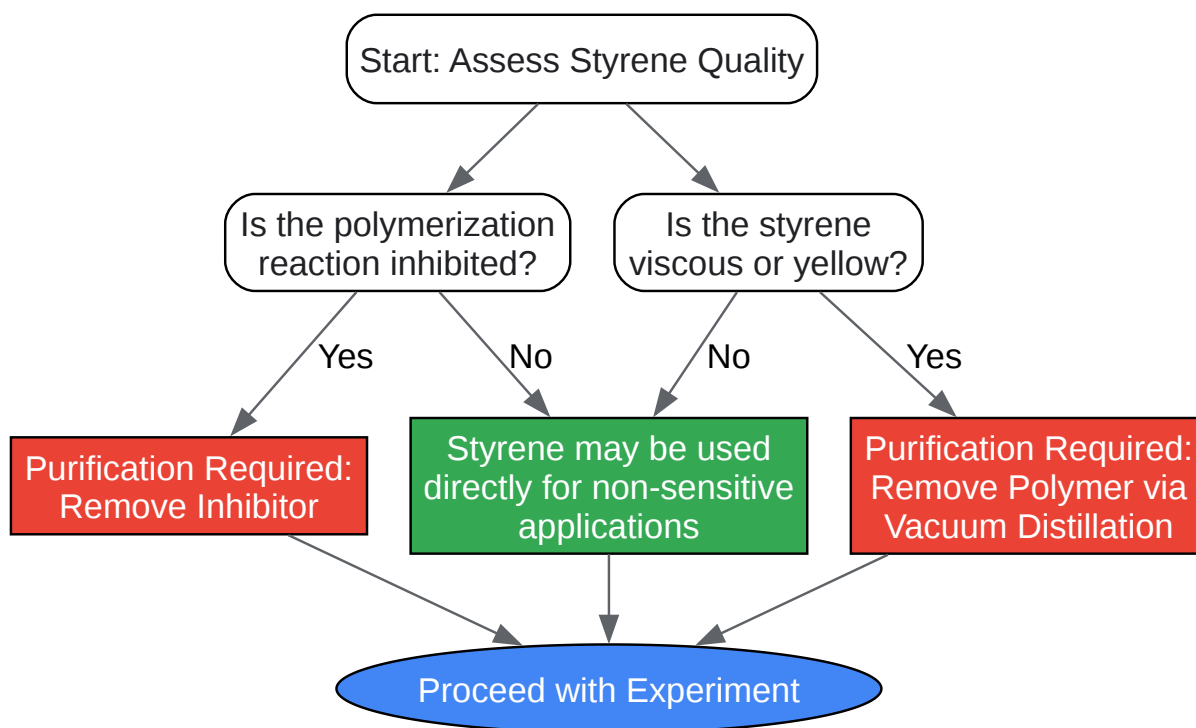 Start: Assess Styrene Quality
Is the polymerization
reaction inhibited?
Is the styrene
viscous or yellow?
Yes
No
No
Yes
Purification Required:
Remove Inhibitor
Styrene may be used
directly for non-sensitive
applications
Purification Required:
Remove Polymer via
Vacuum Distillation
Proceed with Experiment